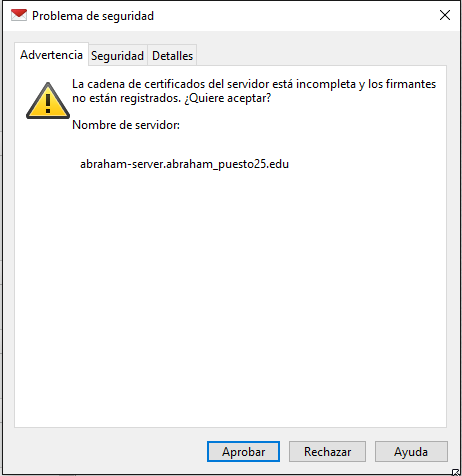 Problema de seguridad
Advertencia Seguridad Detalles
La cadena de certificados del servidor está incompleta y los firmantes
no están registrados. ¿Quiere aceptar?
Nombre de servidor:
abraham-server.abraham_puesto25.edu
Aprobar Rechazar Ayuda